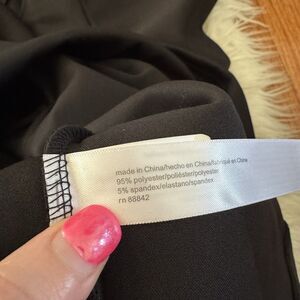 made in China/hecho en China/fabriqué en Chine
95% polyester/poliéster/polyester
5% spandex/elastano/spandex
rn 88842